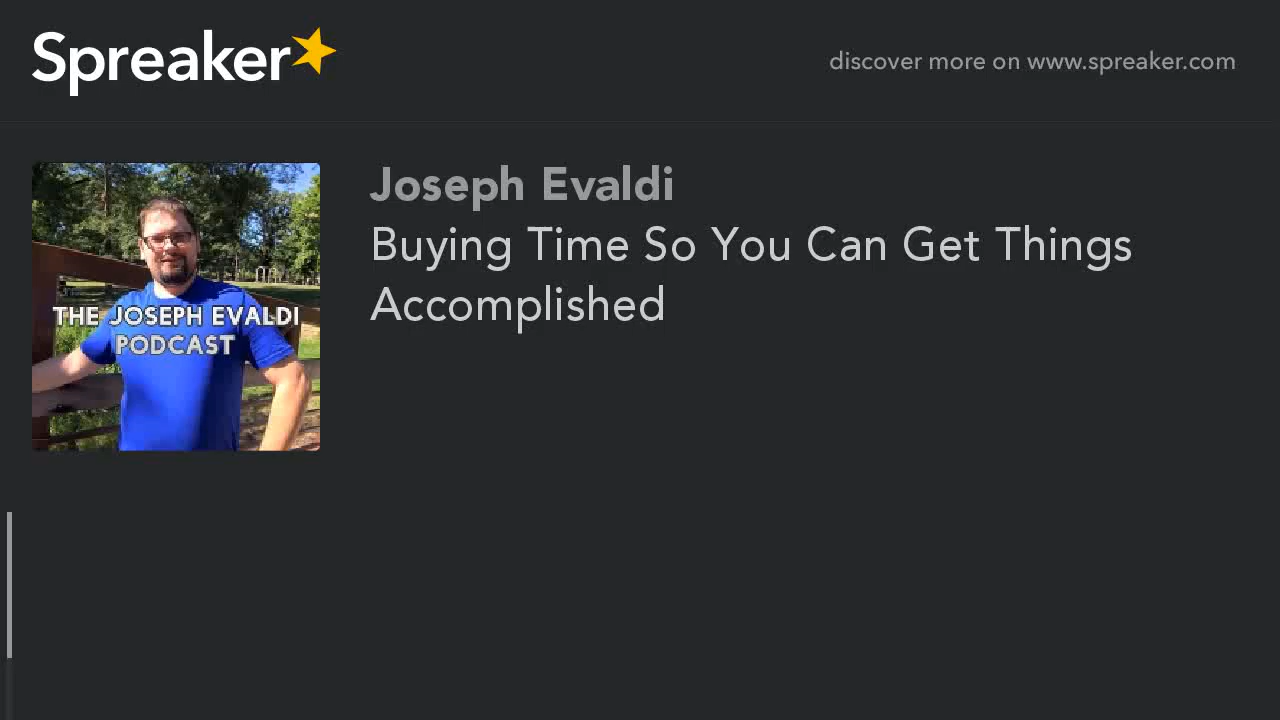 Spreaker
discover more on www.spreaker.com
Joseph Evaldi
Buying Time So You Can Get Things
Accomplished
THE JOSEPH EVALDI
PODCAST